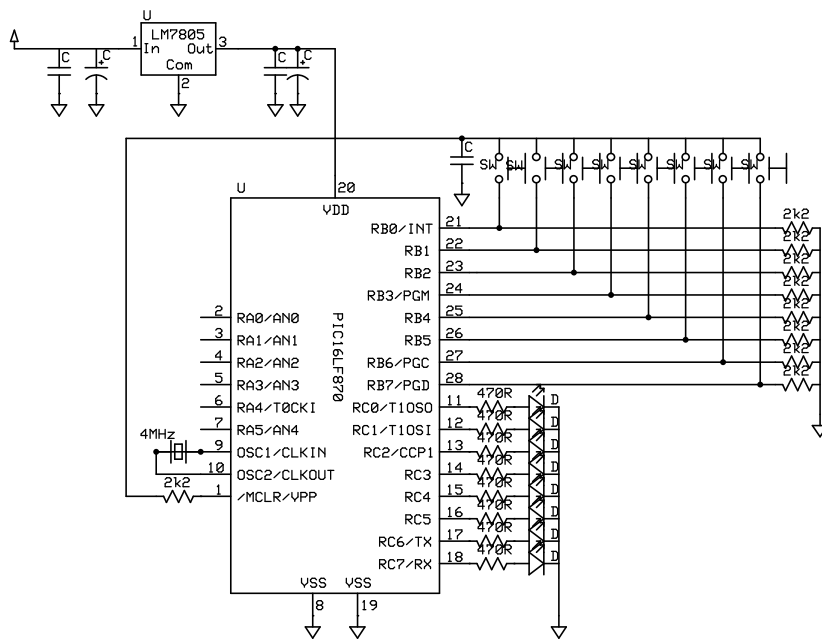 U
LM7805
1 In Out 3
Com
2
C
C
C
C
C
SW SW SW SW SW SW SW SW
U
20
VDD
PIC16LF870
RB0/INT 21 2k2
RB1 22 2k2
RB2 23 2k2
RB3/PGM 24 2k2
2 RA0/AN0 RB4 25 2k2
3 RA1/AN1 RB5 26 2k2
4 RA2/AN2 RB6/PGC 27 2k2
5 RA3/AN3 RB7/PGD 28 2k2
6 RA4/T0CKI RC0/T1OSO 11 470R D
7 RA5/AN4 RC1/T1OSI 12 470R D
4MHz 9 OSC1/CLKIN RC2/CCP1 13 470R D
10 OSC2/CLKOUT RC3 14 470R D
2k2 1 /MCLR/VPP RC4 15 470R D
RC5 16 470R D
RC6/TX 17 470R D
RC7/RX 18 470R D
VSS VSS
8 19